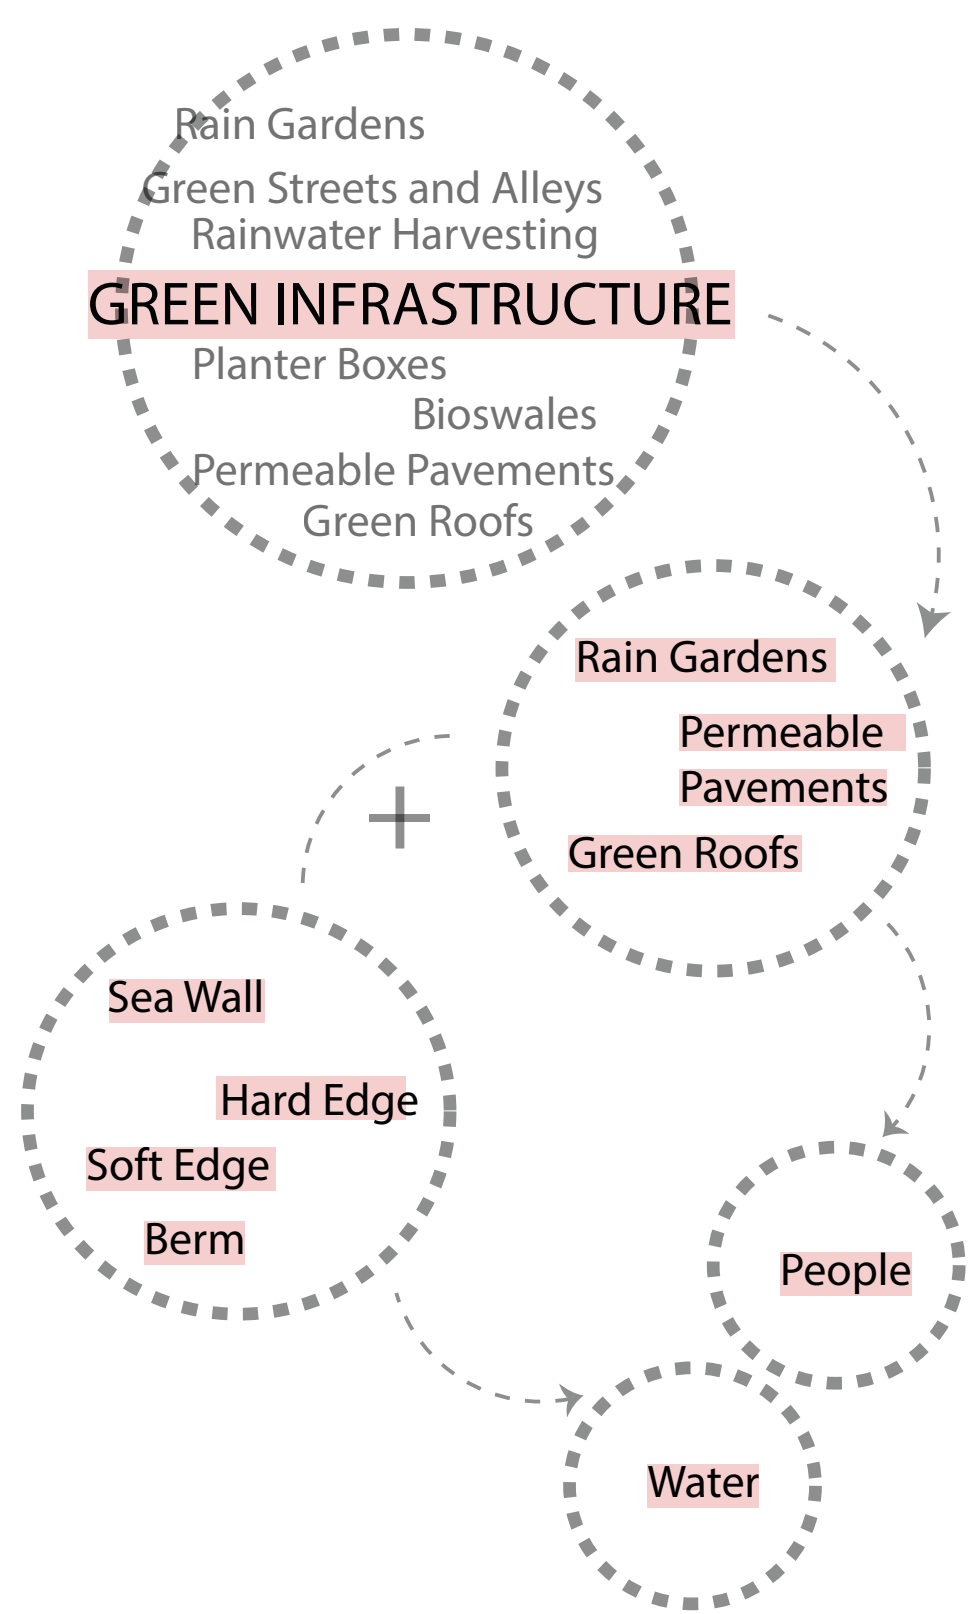 Rain Gardens
Green Streets and Alleys
Rainwater Harvesting
GREEN INFRASTRUCTURE
Planter Boxes
Bioswales
Permeable Pavements
Green Roofs
Rain Gardens
Permeable
Pavements
Green Roofs
+
Sea Wall
Hard Edge
Soft Edge
Berm
People
Water